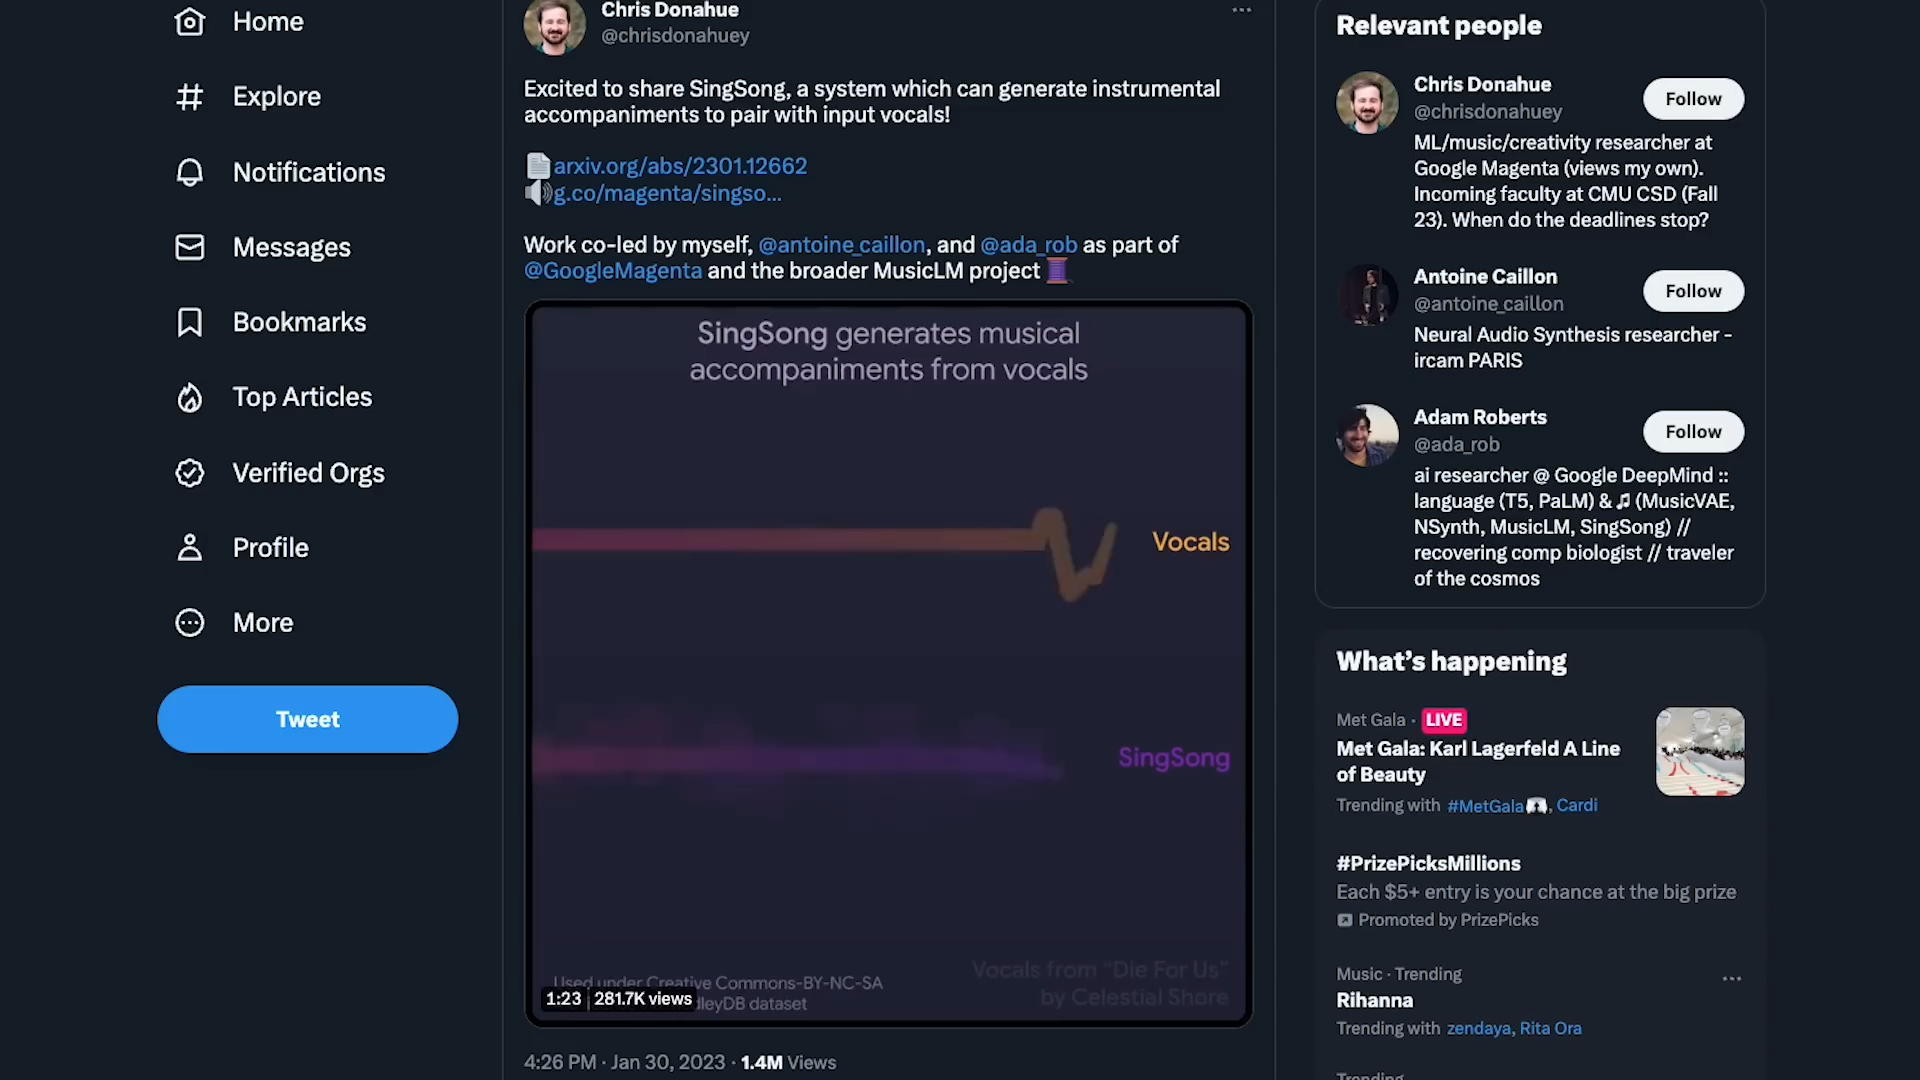 Home
Explore
Notifications
Messages
Bookmarks
Top Articles
Verified Orgs
Profile
More
Tweet
Chris Donahue
@chrisdonahuey
Excited to share SingSong, a system which can generate instrumental
accompaniments to pair with input vocals!
arxiv.org/abs/2301.12662
g.co/magenta/singso...
Work co-led by myself, @antoine_caillon, and @ada_rob as part of
@GoogleMagenta and the broader MusicLM project
SingSong generates musical
accompaniments from vocals
Vocals
SingSong
Used under Creative Commons-BY-NC-SA
dataset
Vocals from “Die For Us”
by Celestial Shore
1:23 281.7K views
4:26 PM · Jan 30, 2023 · 1.4M Views
Relevant people
Chris Donahue
@chrisdonahuey
Follow
ML/music/creativity researcher at
Google Magenta (views my own).
Incoming faculty at CMU CSD (Fall
23). When do the deadlines stop?
Antoine Caillon
@antoine_caillon
Follow
Neural Audio Synthesis researcher -
ircam PARIS
Adam Roberts
@ada_rob
Follow
ai researcher @ Google DeepMind ::
language (T5, PaLM) & ♫ (MusicVAE,
NSynth, MusicLM, SingSong) //
recovering comp biologist // traveler
of the cosmos
What’s happening
Met Gala · LIVE
Met Gala: Karl Lagerfeld A Line
of Beauty
Trending with #MetGala, Cardi
#PrizePicksMillions
Each $5+ entry is your chance at the big prize
Promoted by PrizePicks
Music · Trending
Rihanna
Trending with zendaya, Rita Ora
Trending